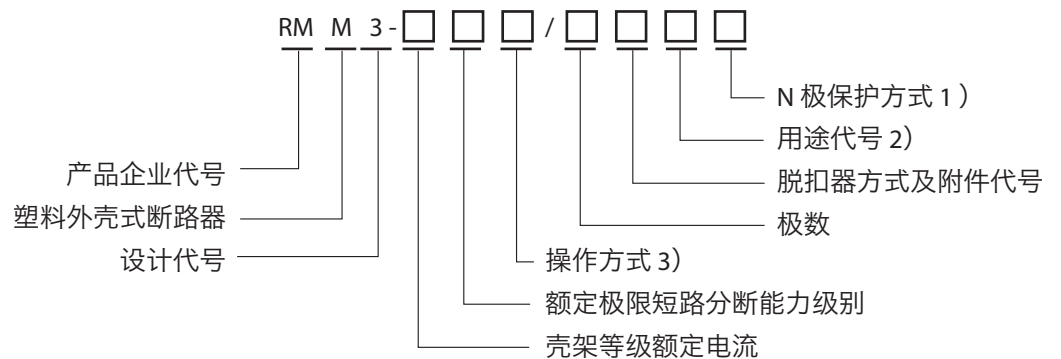 RM M 3-□ □ □ / □ □ □ □
N 极保护方式 1）
用途代号 2）
产品企业代号
脱扣器方式及附件代号
塑料外壳式断路器
极数
设计代号
操作方式 3）
额定极限短路分断能力级别
壳架等级额定电流